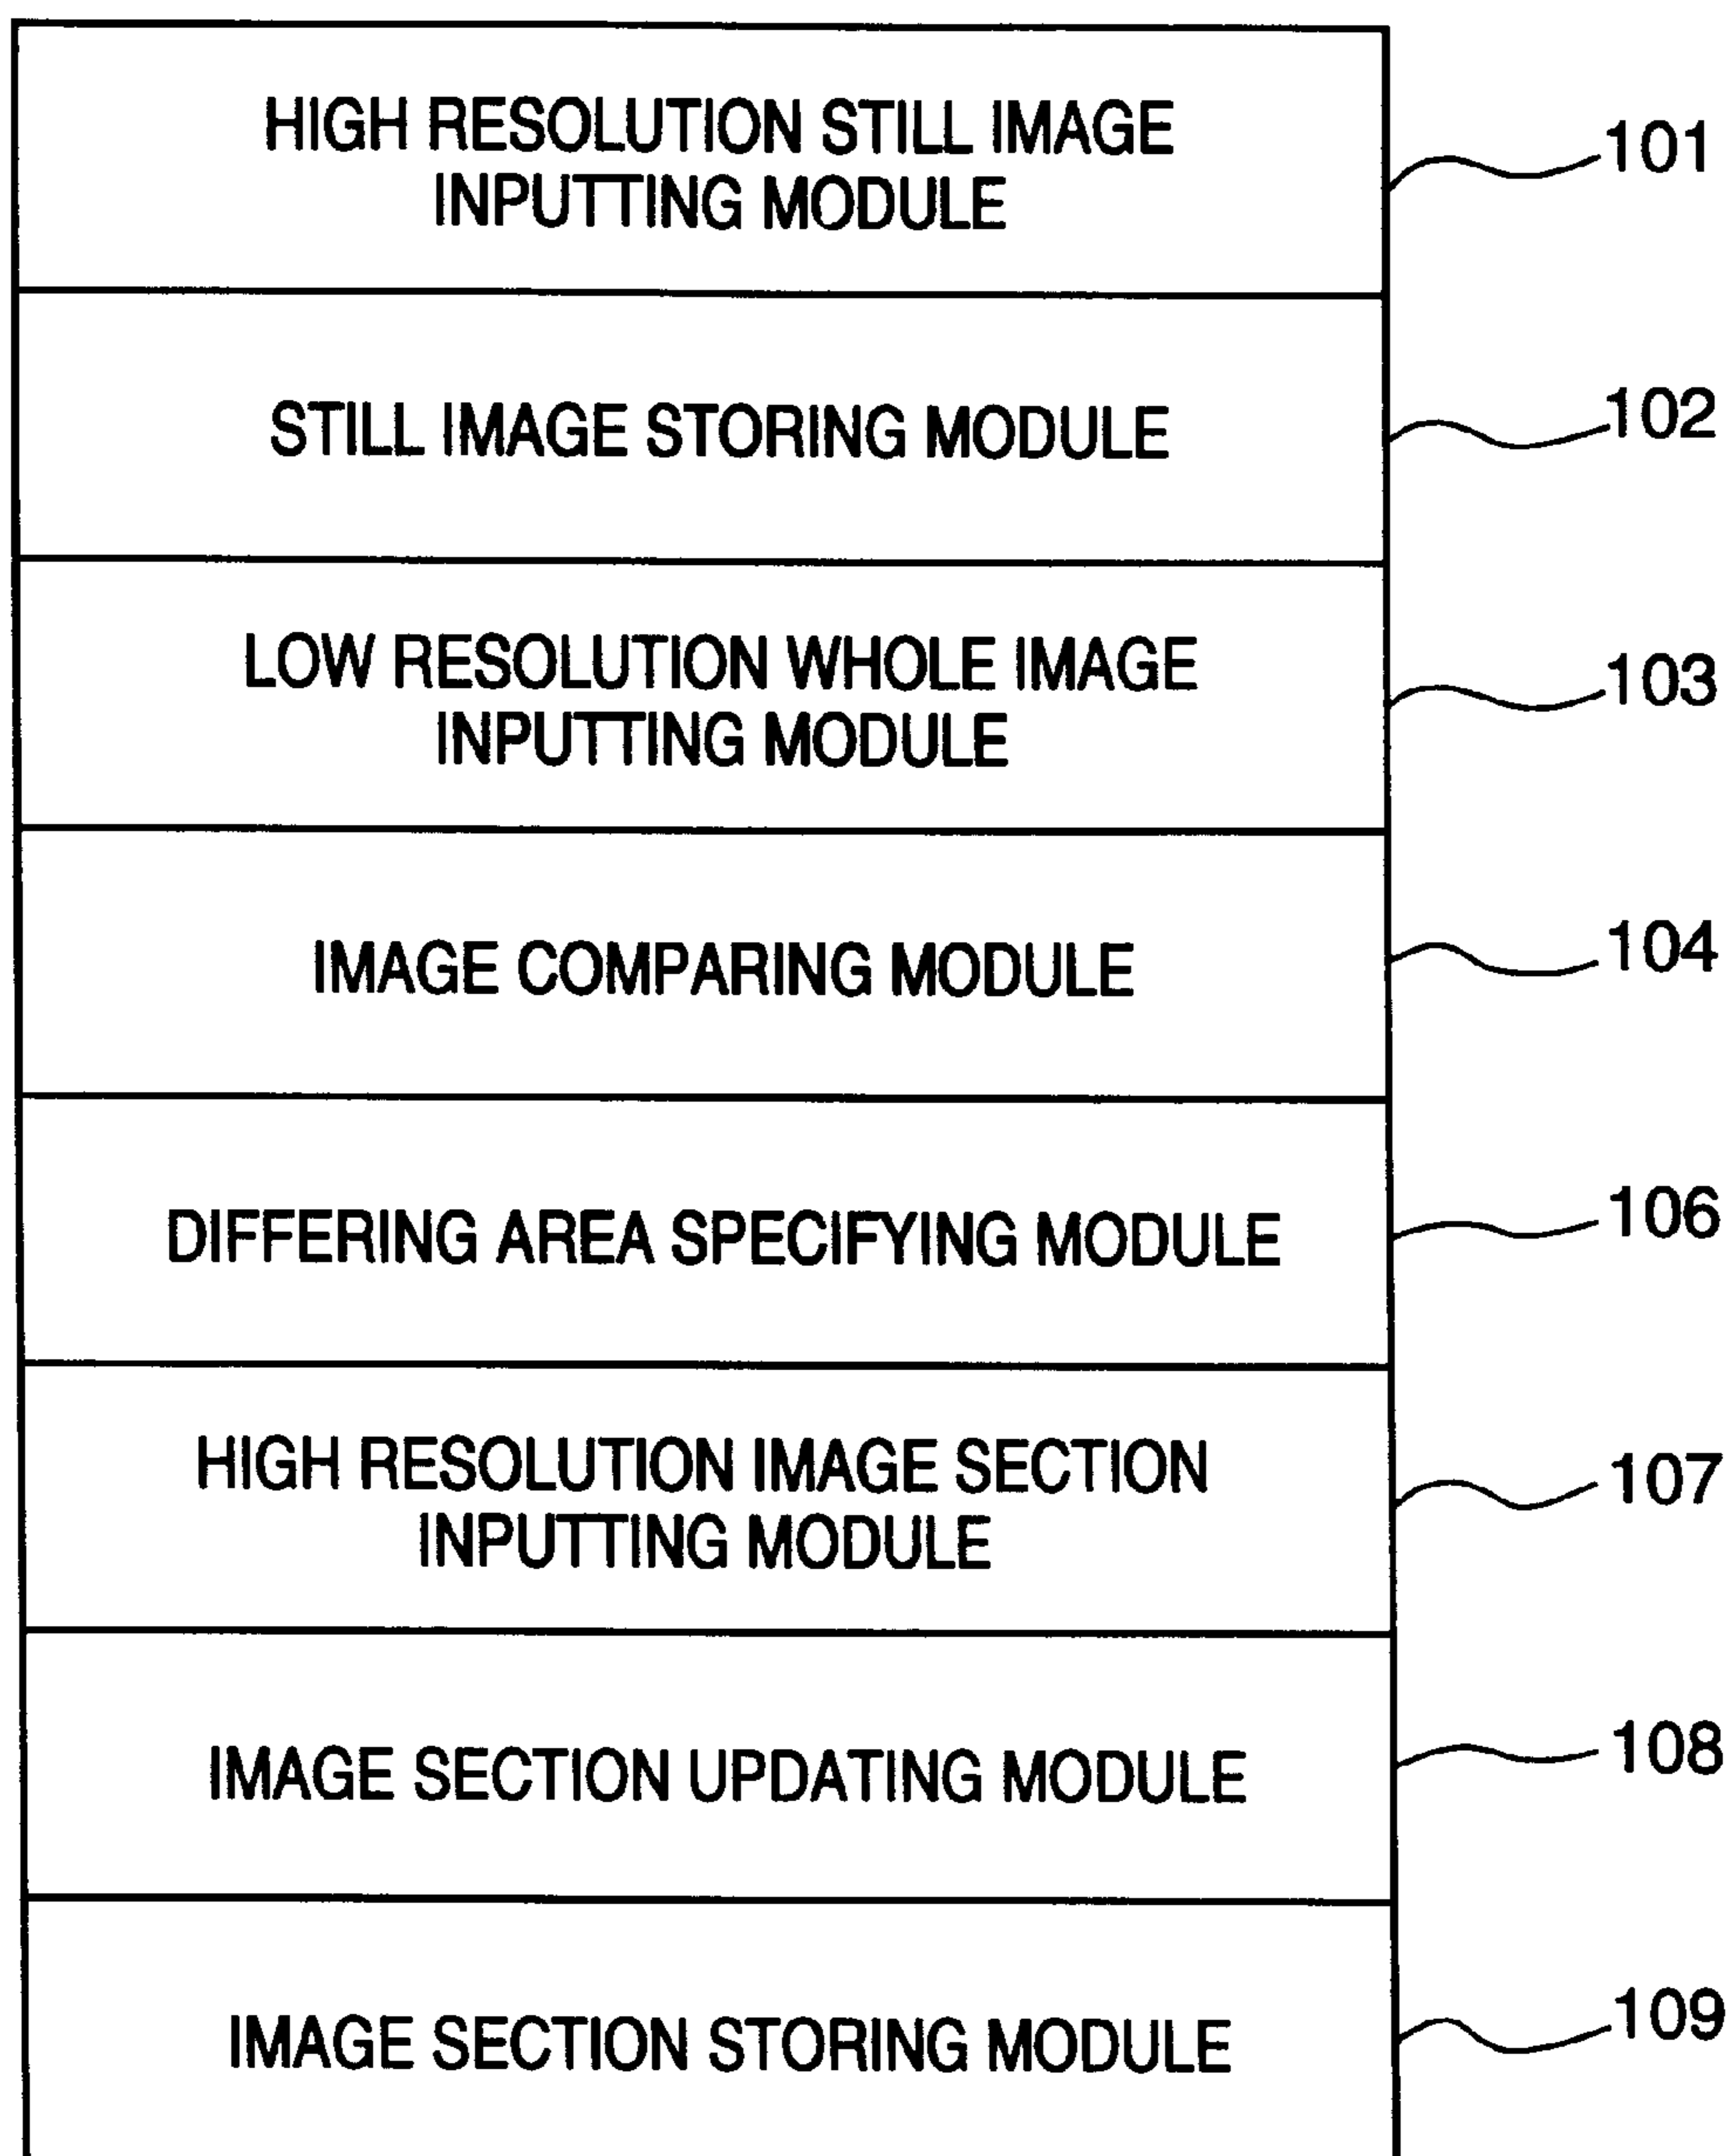 HIGH RESOLUTION STILL IMAGE
INPUTTING MODULE
101
STILL IMAGE STORING MODULE
102
LOW RESOLUTION WHOLE IMAGE
INPUTTING MODULE
103
IMAGE COMPARING MODULE
104
DIFFERING AREA SPECIFYING MODULE
106
HIGH RESOLUTION IMAGE SECTION
INPUTTING MODULE
107
IMAGE SECTION UPDATING MODULE
108
IMAGE SECTION STORING MODULE
109